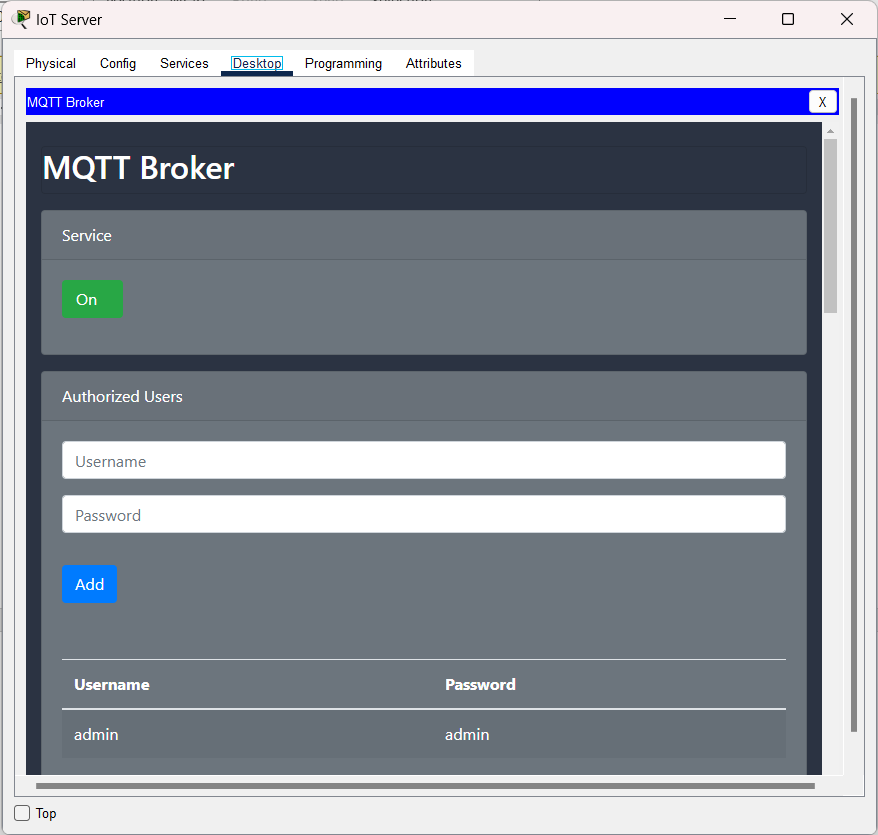 IoT Server
Physical Config Services Desktop Programming Attributes
MQTT Broker X
MQTT Broker
Service
On
Authorized Users
Username
Password
Add
Username Password
admin admin
Top